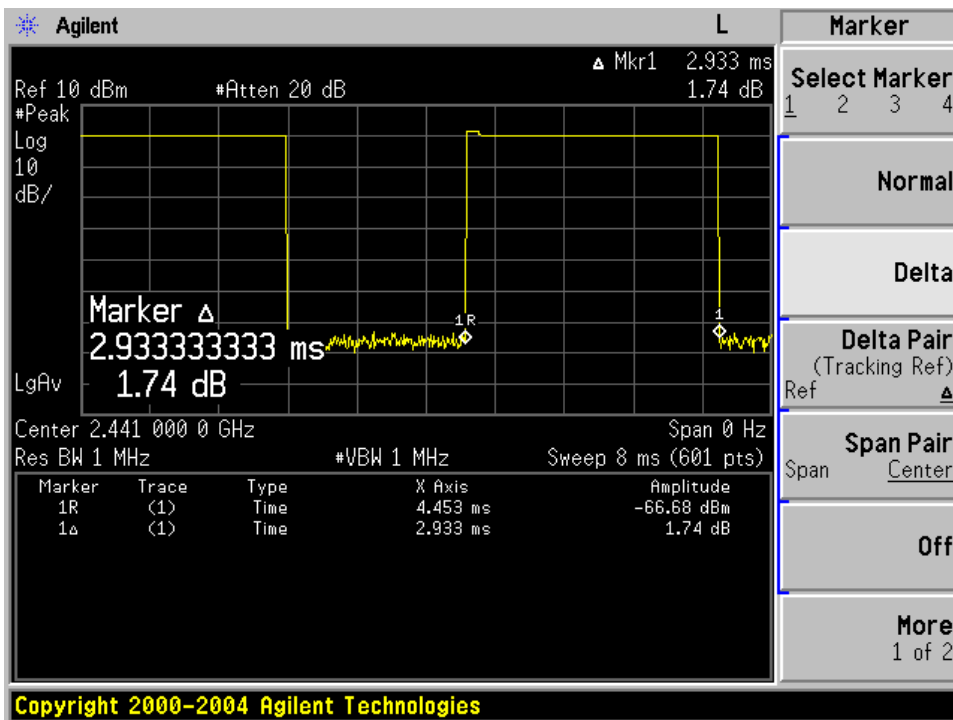 Agilent
L
Marker
Δ Mkr1 2.933 ms
Ref 10 dBm #Atten 20 dB 1.74 dB
#Peak
Log
10
dB/
1R
1
Marker Δ
2.933333333 ms
1.74 dB
LgAv
Center 2.441 000 0 GHz Span 0 Hz
Res BW 1 MHz #VBW 1 MHz Sweep 8 ms (601 pts)
Marker Trace Type X Axis Amplitude
1R (1) Time 4.453 ms -66.68 dBm
1Δ (1) Time 2.933 ms 1.74 dB
Select Marker
1 2 3 4
Normal
Delta
Delta Pair
(Tracking Ref)
Ref Δ
Span Pair
Span Center
Off
More
1 of 2
Copyright 2000-2004 Agilent Technologies